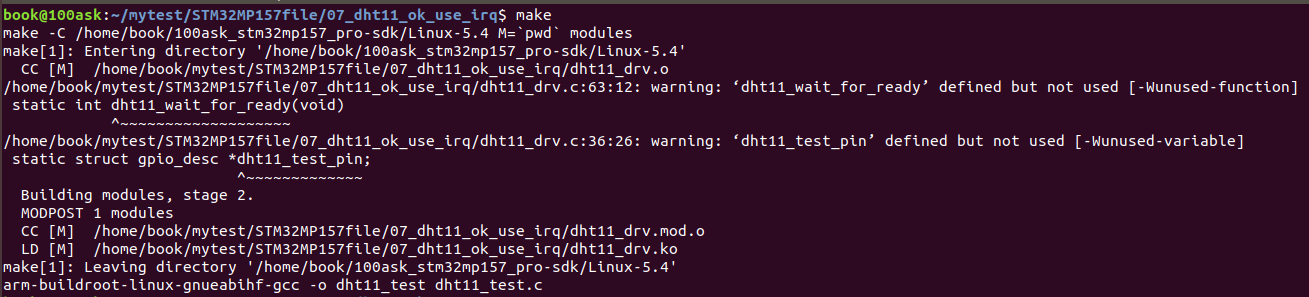 book@100ask:~/mytest/STM32MP157file/07_dht11_ok_use_irq$ make
make -C /home/book/100ask_stm32mp157_pro-sdk/Linux-5.4 M=`pwd` modules
make[1]: Entering directory '/home/book/100ask_stm32mp157_pro-sdk/Linux-5.4'
  CC [M]  /home/book/mytest/STM32MP157file/07_dht11_ok_use_irq/dht11_drv.o
/home/book/mytest/STM32MP157file/07_dht11_ok_use_irq/dht11_drv.c:63:12: warning: ‘dht11_wait_for_ready’ defined but not used [-Wunused-function]
 static int dht11_wait_for_ready(void)
            ^~~~~~~~~~~~~~~~~~~~
/home/book/mytest/STM32MP157file/07_dht11_ok_use_irq/dht11_drv.c:36:26: warning: ‘dht11_test_pin’ defined but not used [-Wunused-variable]
 static struct gpio_desc *dht11_test_pin;
                          ^~~~~~~~~~~~~~
  Building modules, stage 2.
  MODPOST 1 modules
  CC [M]  /home/book/mytest/STM32MP157file/07_dht11_ok_use_irq/dht11_drv.mod.o
  LD [M]  /home/book/mytest/STM32MP157file/07_dht11_ok_use_irq/dht11_drv.ko
make[1]: Leaving directory '/home/book/100ask_stm32mp157_pro-sdk/Linux-5.4'
arm-buildroot-linux-gnueabihf-gcc -o dht11_test dht11_test.c